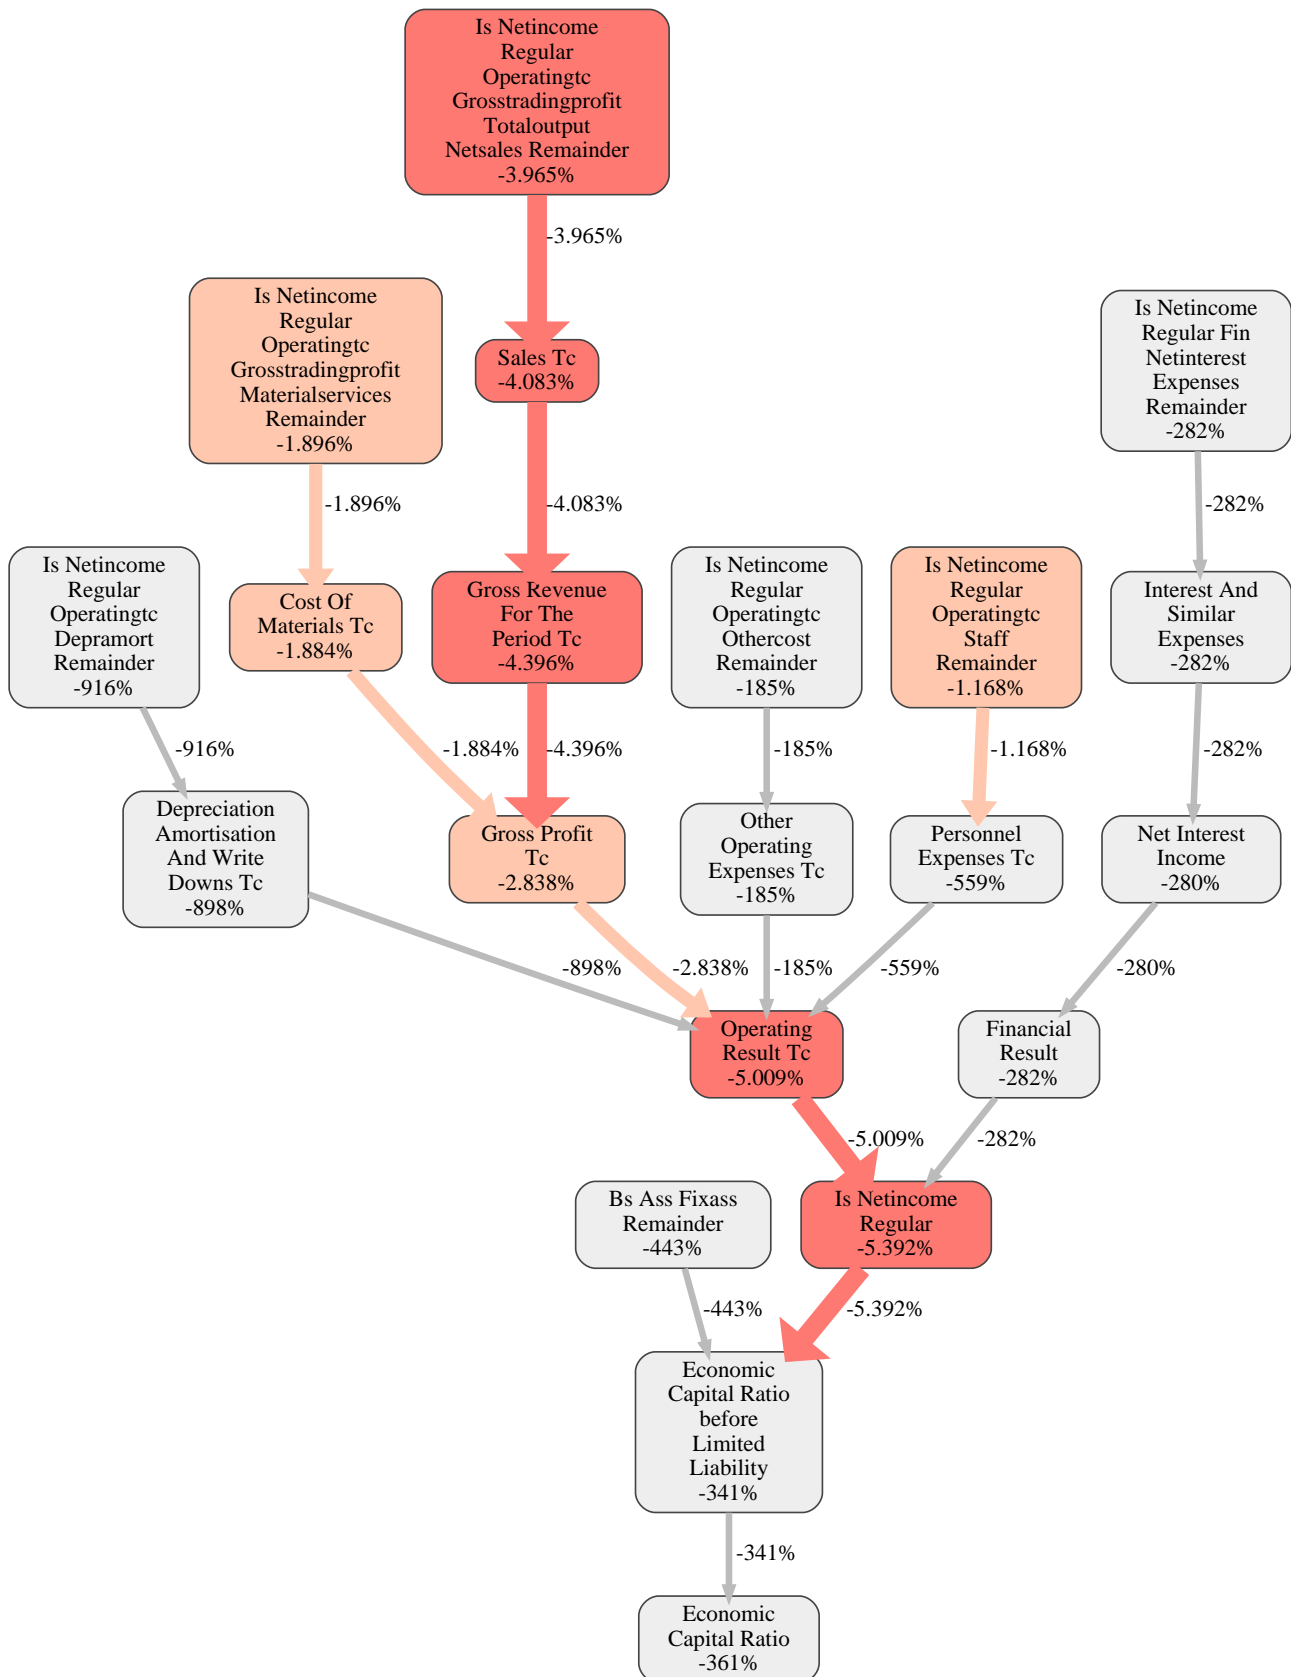 Is Netincome
Regular
Operatingtc
Grosstradingprofit
Totaloutput
Netsales Remainder
-3.965%
-3.965%
Is Netincome
Regular
Operatingtc
Grosstradingprofit
Materialservices
Remainder
-1.896%
Is Netincome
Regular Fin
Netinterest
Expenses
Remainder
-282%
Sales Tc
-4.083%
-1.896%
-4.083%
-282%
Is Netincome
Regular
Operatingtc
Depramort
Remainder
-916%
Cost Of
Materials Tc
-1.884%
Gross Revenue
For The
Period Tc
-4.396%
Is Netincome
Regular
Operatingtc
Othercost
Remainder
-185%
Is Netincome
Regular
Operatingtc
Staff
Remainder
-1.168%
Interest And
Similar
Expenses
-282%
-916%
-1.884%
-4.396%
-185%
-1.168%
-282%
Depreciation
Amortisation
And Write
Downs Tc
-898%
Gross Profit
Tc
-2.838%
Other
Operating
Expenses Tc
-185%
Personnel
Expenses Tc
-559%
Net Interest
Income
-280%
-898%
-2.838%
-185%
-559%
-280%
Operating
Result Tc
-5.009%
Financial
Result
-282%
-5.009%
-282%
Bs Ass Fixass
Remainder
-443%
Is Netincome
Regular
-5.392%
-443%
-5.392%
Economic
Capital Ratio
before
Limited
Liability
-341%
-341%
Economic
Capital Ratio
-361%